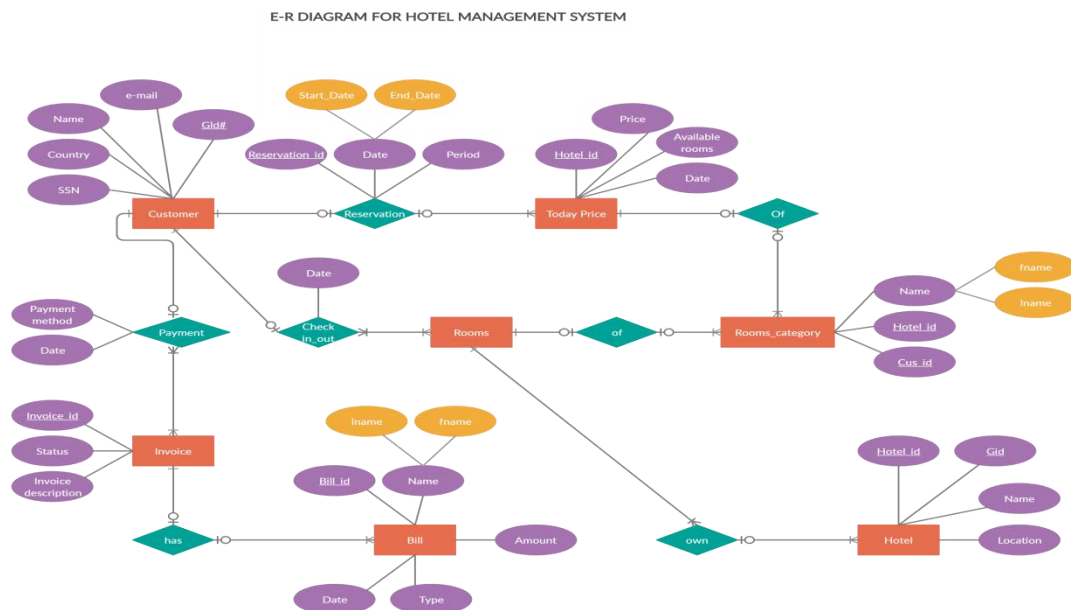 E-R DIAGRAM FOR HOTEL MANAGEMENT SYSTEM
e-mail
Name
GId#
Country
SSN
Customer
Start_Date
End_Date
Reservation_id
Date
Period
Reservation
Price
Hotel_id
Available
rooms
Date
Today Price
Of
Payment
method
Date
Payment
Date
Check
in_out
Rooms
of
Rooms_category
Name
fname
lname
Hotel_id
Cus_id
Invoice_id
Status
Invoice
description
Invoice
has
lname
fname
Bill_id
Name
Bill
Amount
Date
Type
own
Hotel_id
Gid
Name
Location
Hotel